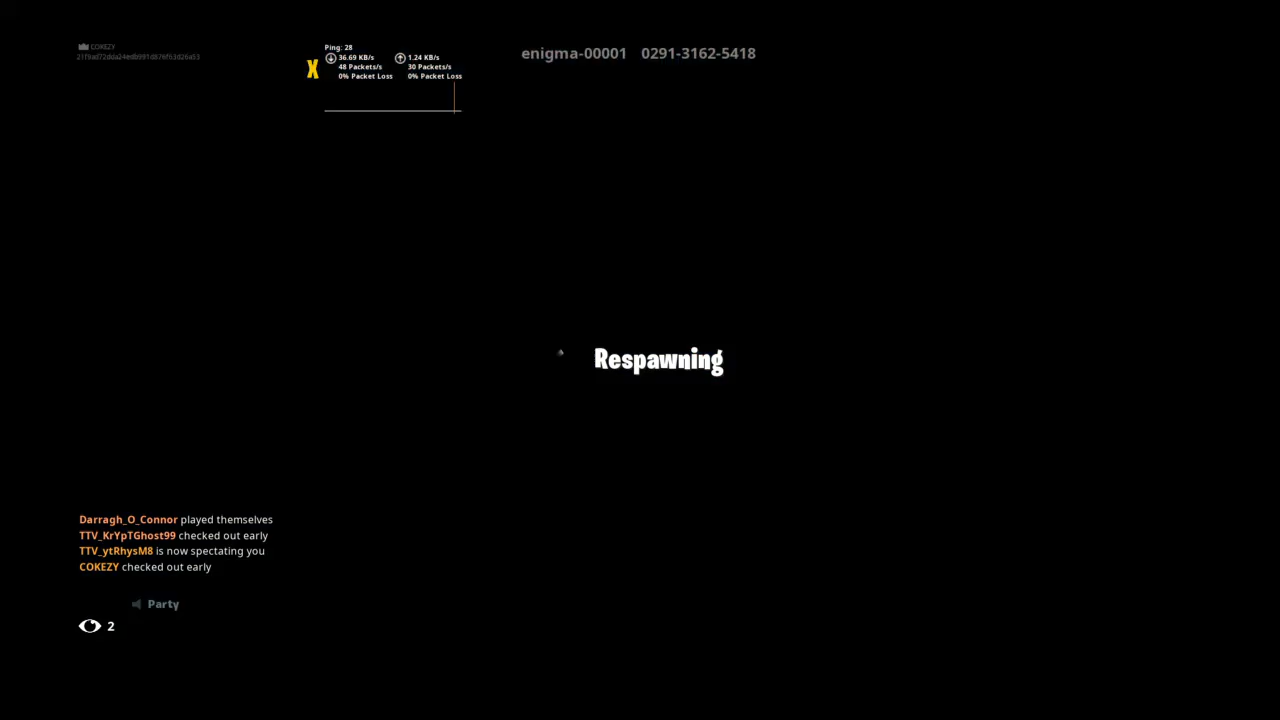 COKEZY
Ping: 28
36.69 KB/s 1.24 KB/s
48 Packets/s 30 Packets/s
0% Packet Loss 0% Packet Loss
X
enigma-00001 0291-3162-5418
Respawning
Darragh_O_Connor played themselves
TTV_KrYpTGhost99 checked out early
TTV_ytRhysM8 is now spectating you
COKEZY checked out early
Party
2